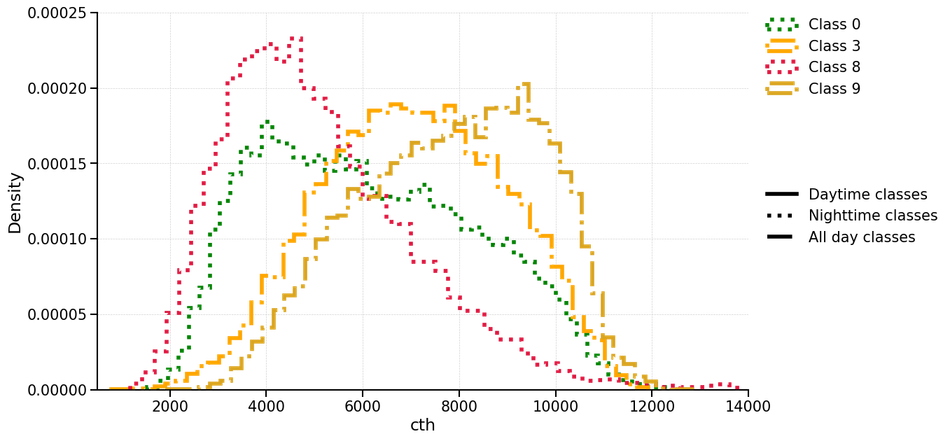 0.00025
0.00020
0.00015
0.00010
0.00005
0.00000
Density
2000 4000 6000 8000 10000 12000 14000
cth
Class 0
Class 3
Class 8
Class 9
Daytime classes
Nighttime classes
All day classes